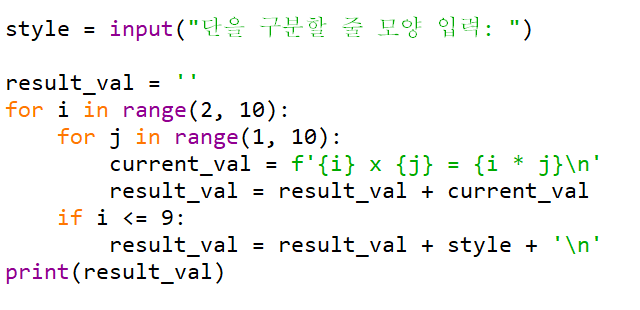 style = input("단을 구분할 줄 모양 입력: ")

result_val = ''
for i in range(2, 10):
    for j in range(1, 10):
        current_val = f'{i} x {j} = {i * j}\n'
        result_val = result_val + current_val
    if i <= 9:
        result_val = result_val + style + '\n'
print(result_val)